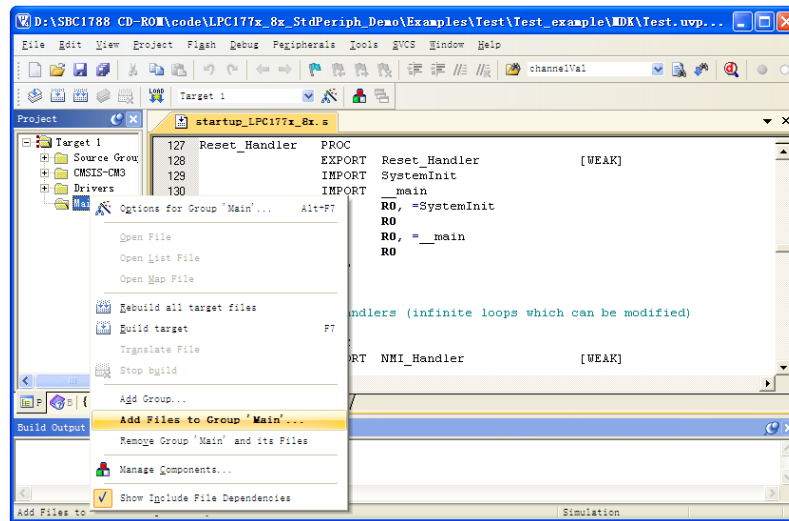 D:\SBC1788 CD-ROM\code\LPC177x_8x_StdPeriph_Demo\Examples\Test\Test_example\MDK\Test.uvp...
File Edit View Project Flash Debug Peripherals Tools SVCS Window Help
channelVal
LOAD Target 1
Project
startup_LPC177x_8x.s
Target 1
Source Grou
CMSIS-CM3
Drivers
Mai
127 Reset_Handler PROC
128 EXPORT Reset_Handler [WEAK]
129 IMPORT SystemInit
130 IMPORT __main
R0, =SystemInit
R0
R0, =__main
R0
ndlers (infinite loops which can be modified)
ORT NMI_Handler [WEAK]
Options for Group 'Main'... Alt+F7
Open File
Open List File
Open Map File
Rebuild all target files
Build target F7
Translate File
Stop build
Add Group...
Add Files to Group 'Main'...
Remove Group 'Main' and its Files
Manage Components...
Show Include File Dependencies
P B {
Build Output
Add Files to
Simulation